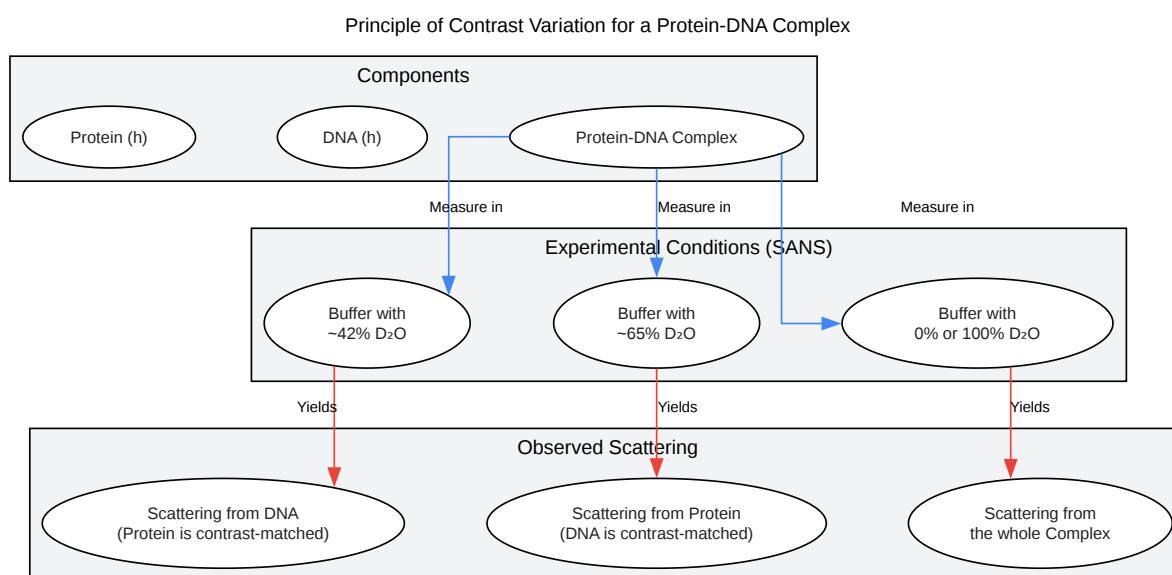 Principle of Contrast Variation for a Protein-DNA Complex
Components
Protein (h)
DNA (h)
Protein-DNA Complex
Measure in
Measure in
Measure in
Experimental Conditions (SANS)
Buffer with
~42% D₂O
Buffer with
~65% D₂O
Buffer with
0% or 100% D₂O
Yields
Yields
Yields
Observed Scattering
Scattering from DNA
(Protein is contrast-matched)
Scattering from Protein
(DNA is contrast-matched)
Scattering from
the whole Complex